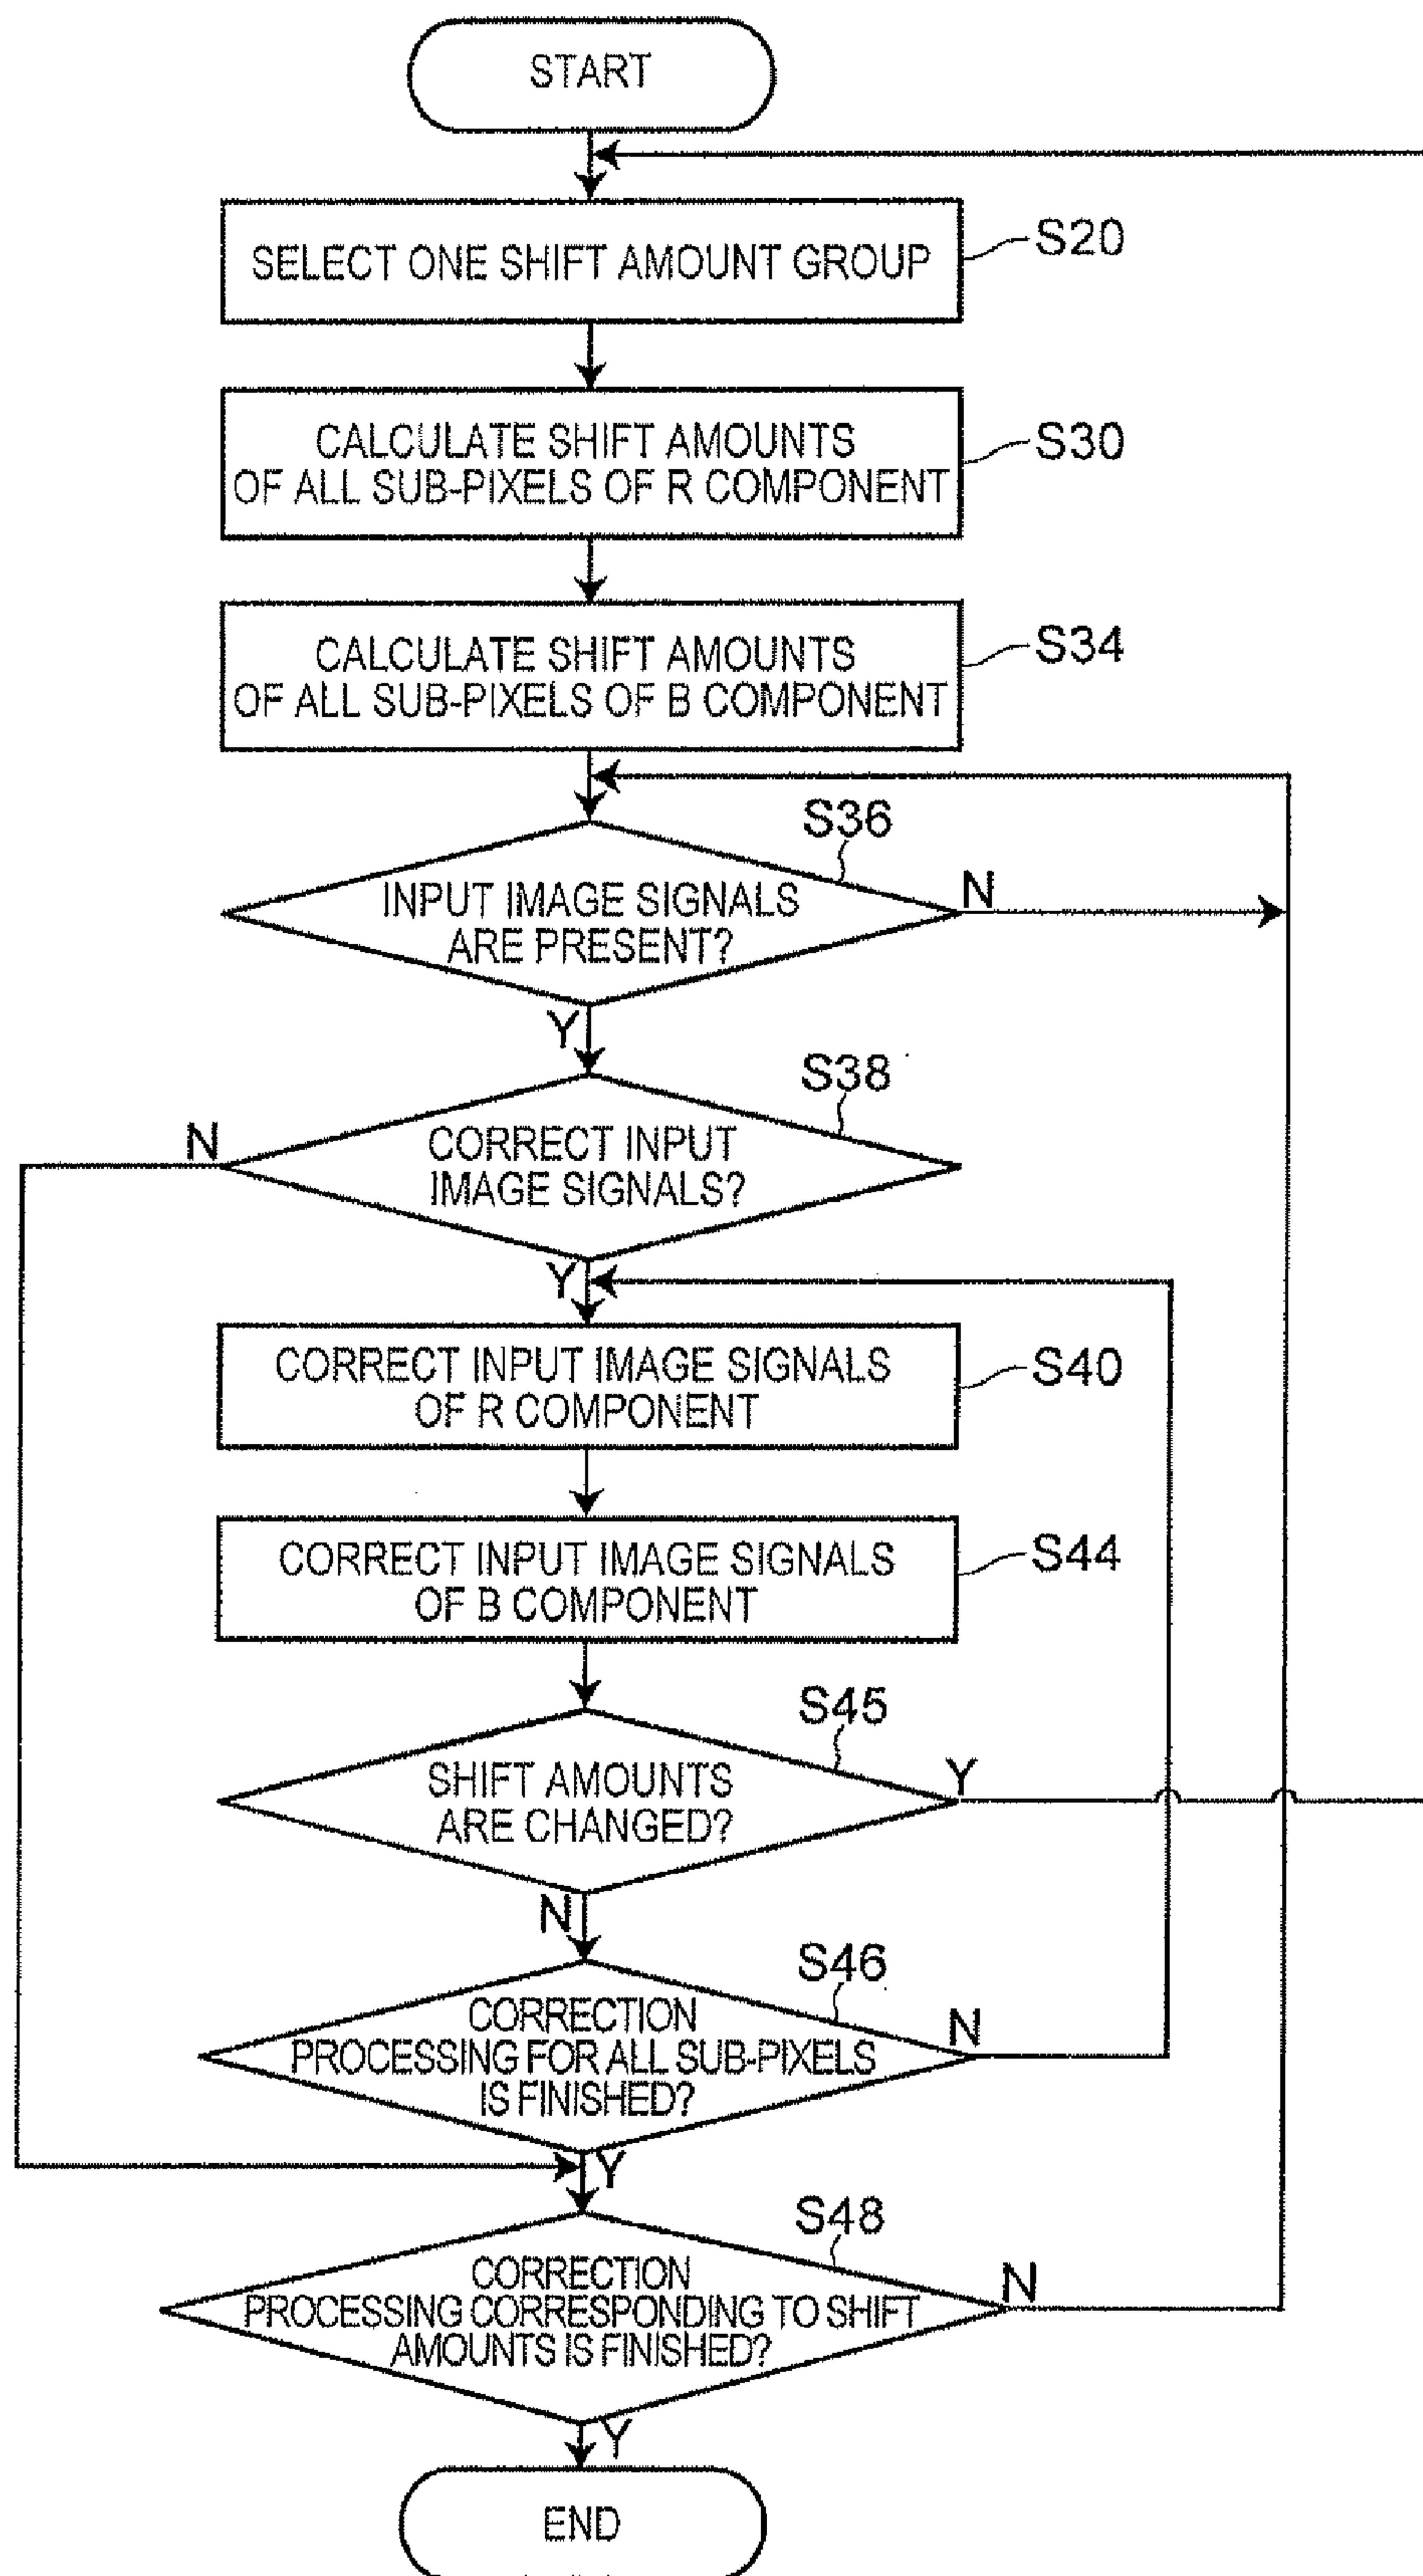 START
SELECT ONE SHIFT AMOUNT GROUP
S20
CALCULATE SHIFT AMOUNTS
OF ALL SUB-PIXELS OF R COMPONENT
S30
CALCULATE SHIFT AMOUNTS
OF ALL SUB-PIXELS OF B COMPONENT
S34
S36
INPUT IMAGE SIGNALS
ARE PRESENT?
N
Y
S38
N
CORRECT INPUT
IMAGE SIGNALS?
Y
CORRECT INPUT IMAGE SIGNALS
OF R COMPONENT
S40
CORRECT INPUT IMAGE SIGNALS
OF B COMPONENT
S44
S45
SHIFT AMOUNTS
ARE CHANGED?
Y
N
S46
CORRECTION
PROCESSING FOR ALL SUB-PIXELS
IS FINISHED?
N
Y
S48
CORRECTION
PROCESSING CORRESPONDING TO SHIFT
AMOUNTS IS FINISHED?
N
Y
END